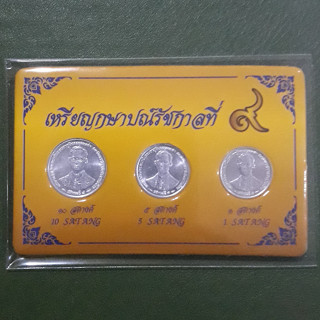 เหรียญกษาปณ์รัชกาลที่ ๙
๑๐ สตางค์ ๕ สตางค์ ๑ สตางค์
10 SATANG 5 SATANG 1 SATANG